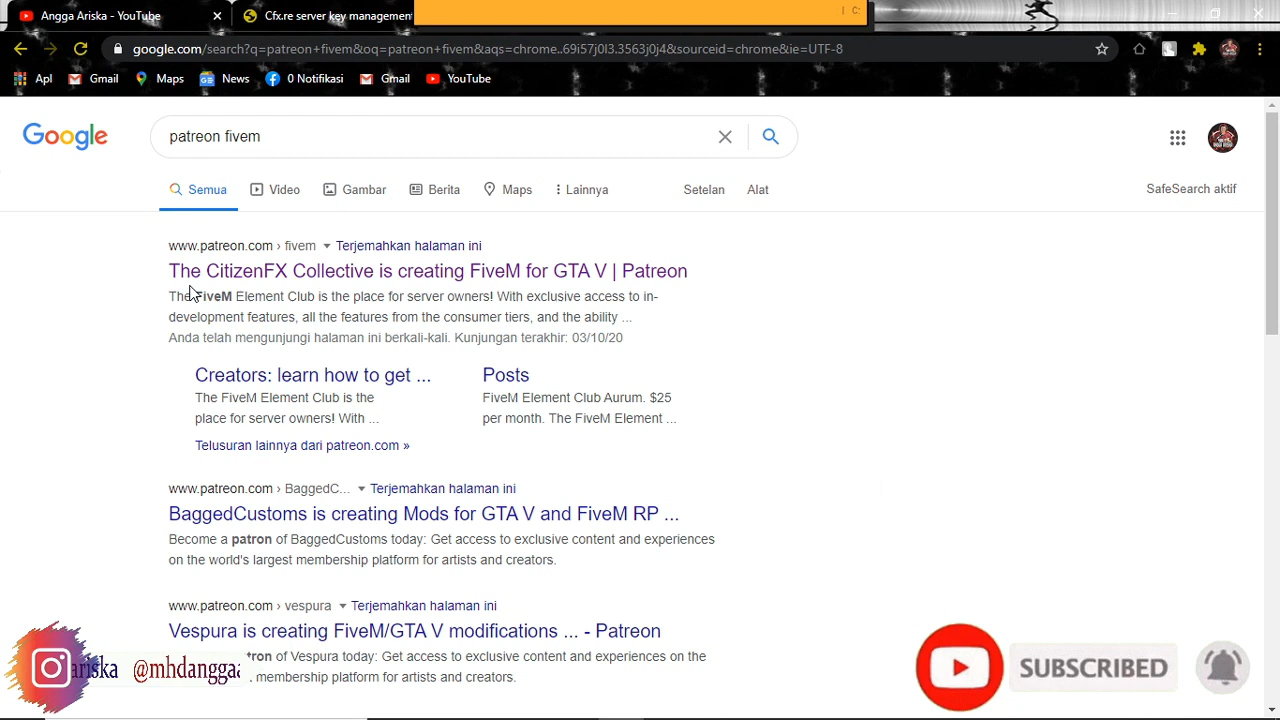 Angga Ariska - YouTube
Cfx.re server key management
C:
google.com/search?q=patreon+fivem&oq=patreon+fivem&aqs=chrome..69i57j0l3.3563j0j4&sourceid=chrome&ie=UTF-8
Apl Gmail Maps News 0 Notifikasi Gmail YouTube
Google
patreon fivem
Semua Video Gambar Berita Maps Lainnya Setelan Alat SafeSearch aktif
www.patreon.com › fivem Terjemahkan halaman ini
The CitizenFX Collective is creating FiveM for GTA V | Patreon
The FiveM Element Club is the place for server owners! With exclusive access to in-
development features, all the features from the consumer tiers, and the ability ...
Anda telah mengunjungi halaman ini berkali-kali. Kunjungan terakhir: 03/10/20
Creators: learn how to get ...
The FiveM Element Club is the
place for server owners! With ...
Posts
FiveM Element Club Aurum. $25
per month. The FiveM Element ...
Telusuran lainnya dari patreon.com »
www.patreon.com › BaggedC... Terjemahkan halaman ini
BaggedCustoms is creating Mods for GTA V and FiveM RP ...
Become a patron of BaggedCustoms today: Get access to exclusive content and experiences
on the world's largest membership platform for artists and creators.
www.patreon.com › vespura Terjemahkan halaman ini
Vespura is creating FiveM/GTA V modifications ... - Patreon
tron of Vespura today: Get access to exclusive content and experiences on the
membership platform for artists and creators.
ariska @mhdangga
SUBSCRIBED